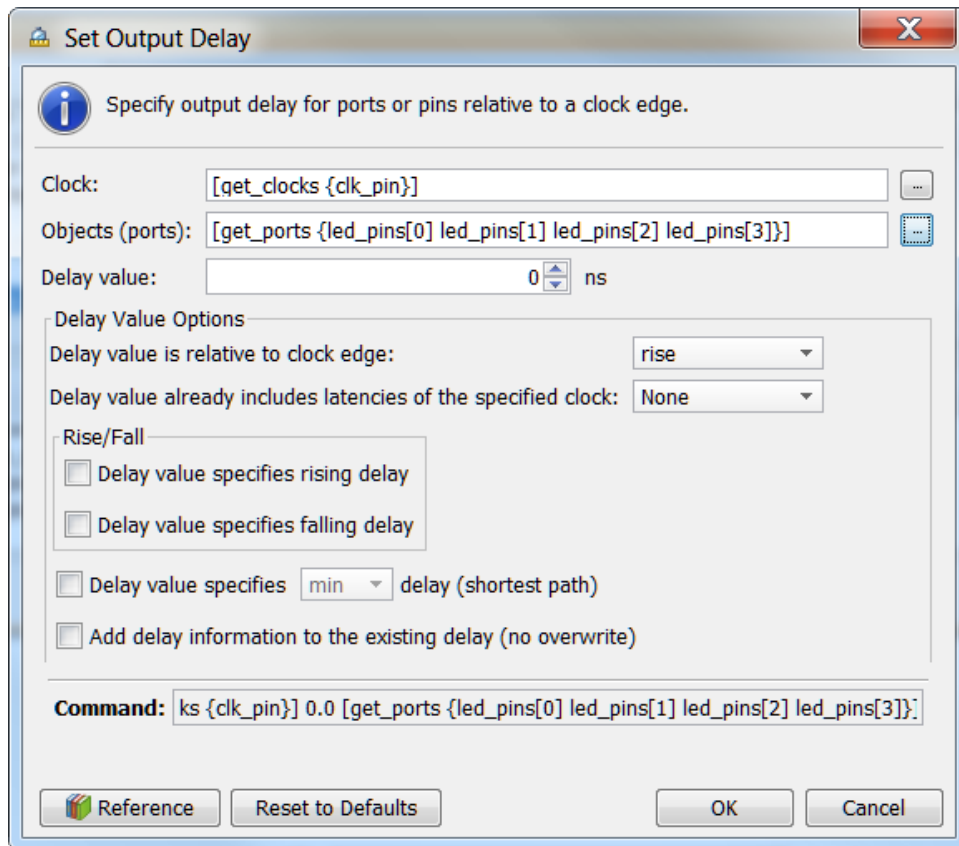 Set Output Delay
Specify output delay for ports or pins relative to a clock edge.
Clock: [get_clocks {clk_pin}] ...
Objects (ports): [get_ports {led_pins[0] led_pins[1] led_pins[2] led_pins[3]}] ...
Delay value: 0 ns
Delay Value Options
Delay value is relative to clock edge: rise
Delay value already includes latencies of the specified clock: None
Rise/Fall
Delay value specifies rising delay
Delay value specifies falling delay
Delay value specifies min delay (shortest path)
Add delay information to the existing delay (no overwrite)
Command: ks {clk_pin}] 0.0 [get_ports {led_pins[0] led_pins[1] led_pins[2] led_pins[3]}]
Reference Reset to Defaults OK Cancel